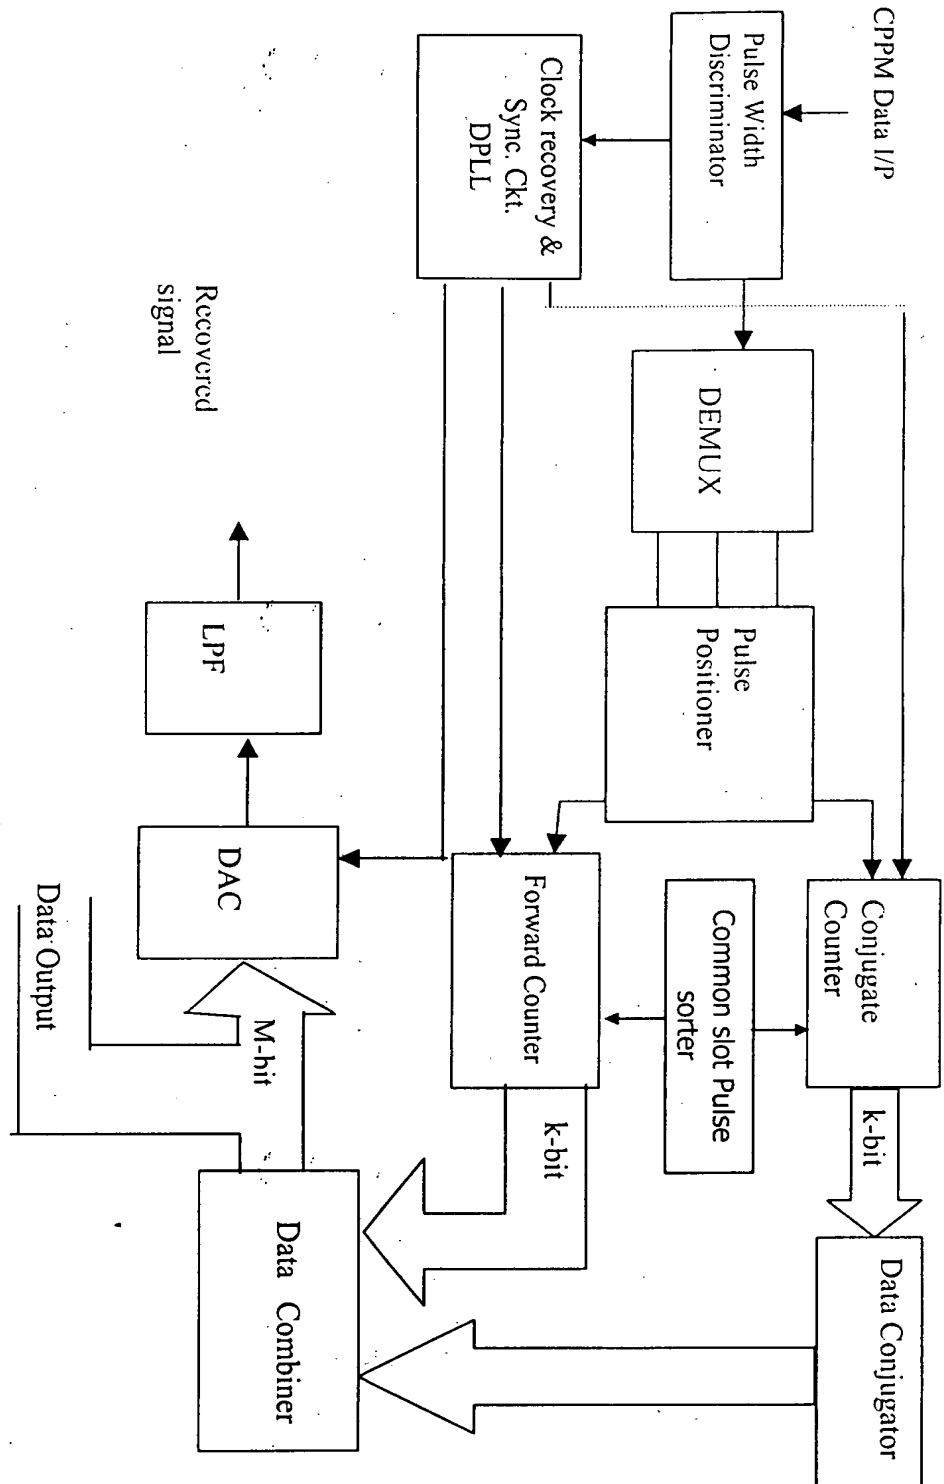 CPPM Data I/P
Pulse Width
Discriminator
Clock recovery &
Sync. Ckt.
DPLL
DEMUX
Pulse
Positioner
Conjugate
Counter
k-bit
Data Conjugator
Common slot Pulse
sorter
Forward Counter
k-bit
Data Combiner
M-bit
DAC
Data Output
LPF
Recovered
signal